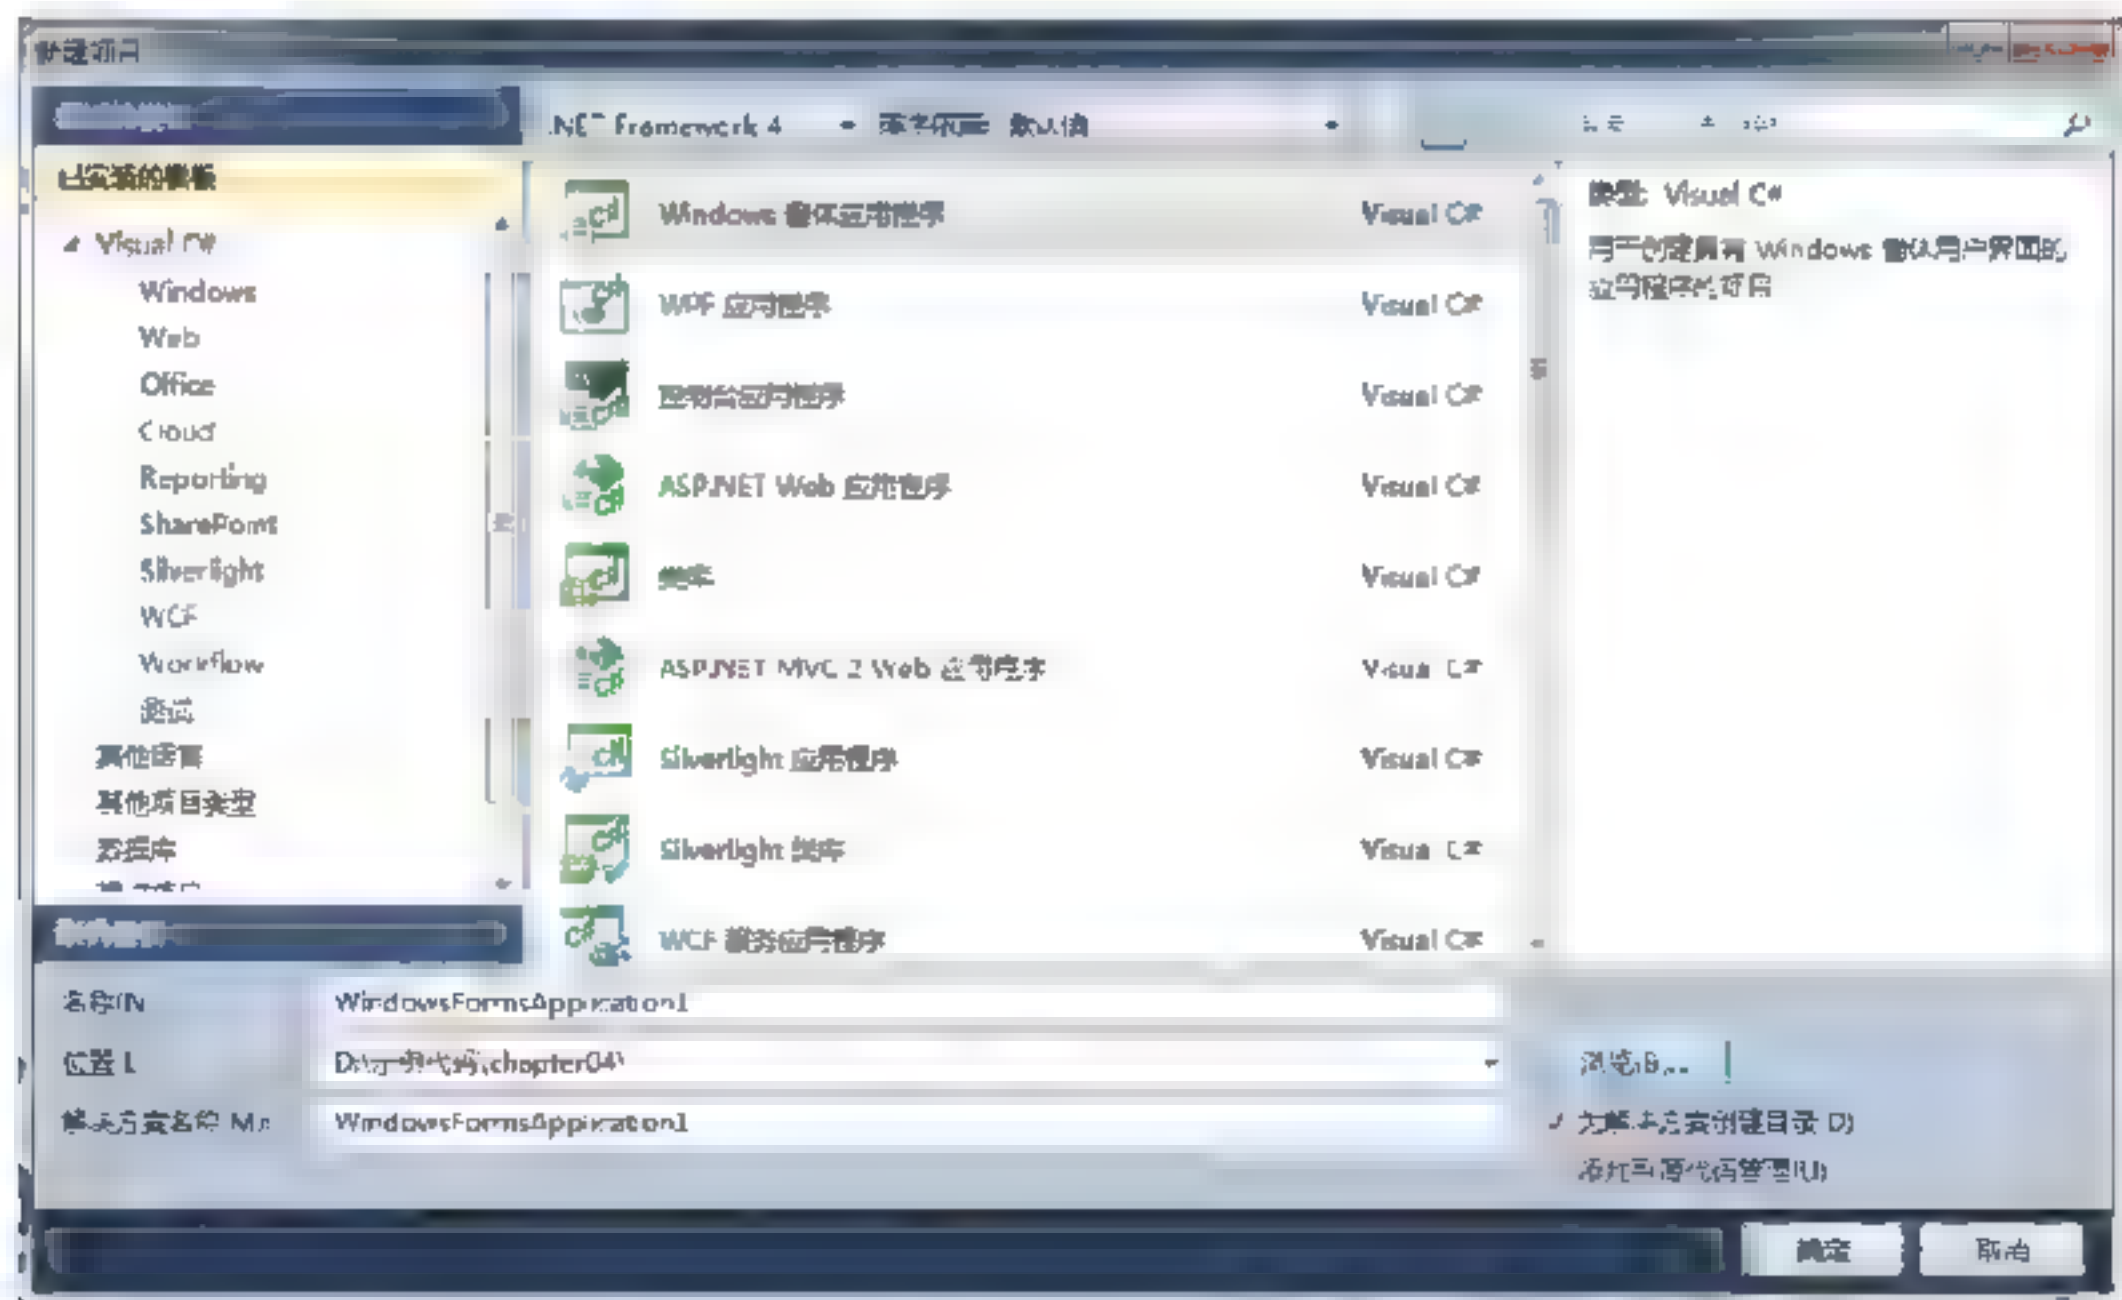 新建项目
.NET Framework 4 排序依据 默认值
已安装的模板
Visual C#
Windows
Web
Office
Cloud
Reporting
SharePoint
Silverlight
WCF
Workflow
测试
其他语言
其他项目类型
数据库
Windows 窗体应用程序 Visual C#
WPF 应用程序 Visual C#
控制台应用程序 Visual C#
ASP.NET Web 应用程序 Visual C#
类库 Visual C#
ASP.NET MVC 2 Web 应用程序 Visual C#
Silverlight 应用程序 Visual C#
Silverlight 类库 Visual C#
WCF 服务应用程序 Visual C#
类型: Visual C#
用于创建具有 Windows 窗体用户界面的
应用程序的项目
名称(N WindowsFormsApplication1
位置 L chapter04\
浏览(B)...
解决方案名称 M WindowsFormsApplication1
为解决方案创建目录 D)
添加到源代码管理(U)
确定
取消